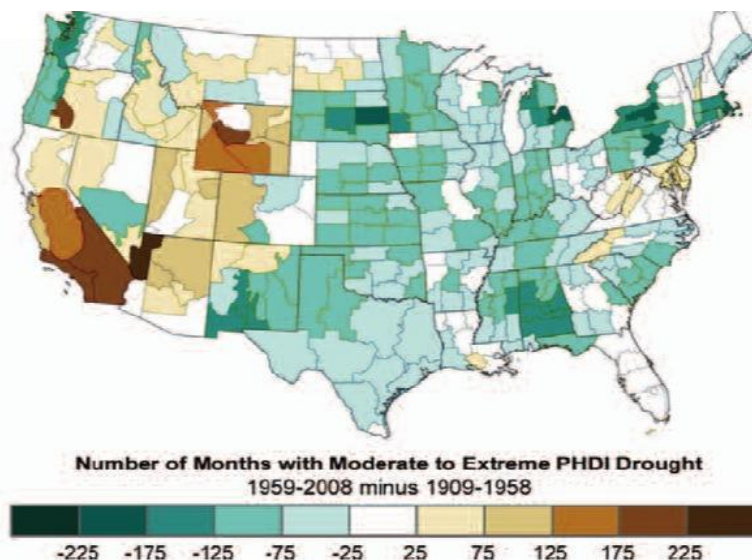 Number of Months with Moderate to Extreme PHDI Drought
1959-2008 minus 1909-1958
-225 -175 -125 -75 -25 25 75 125 175 225